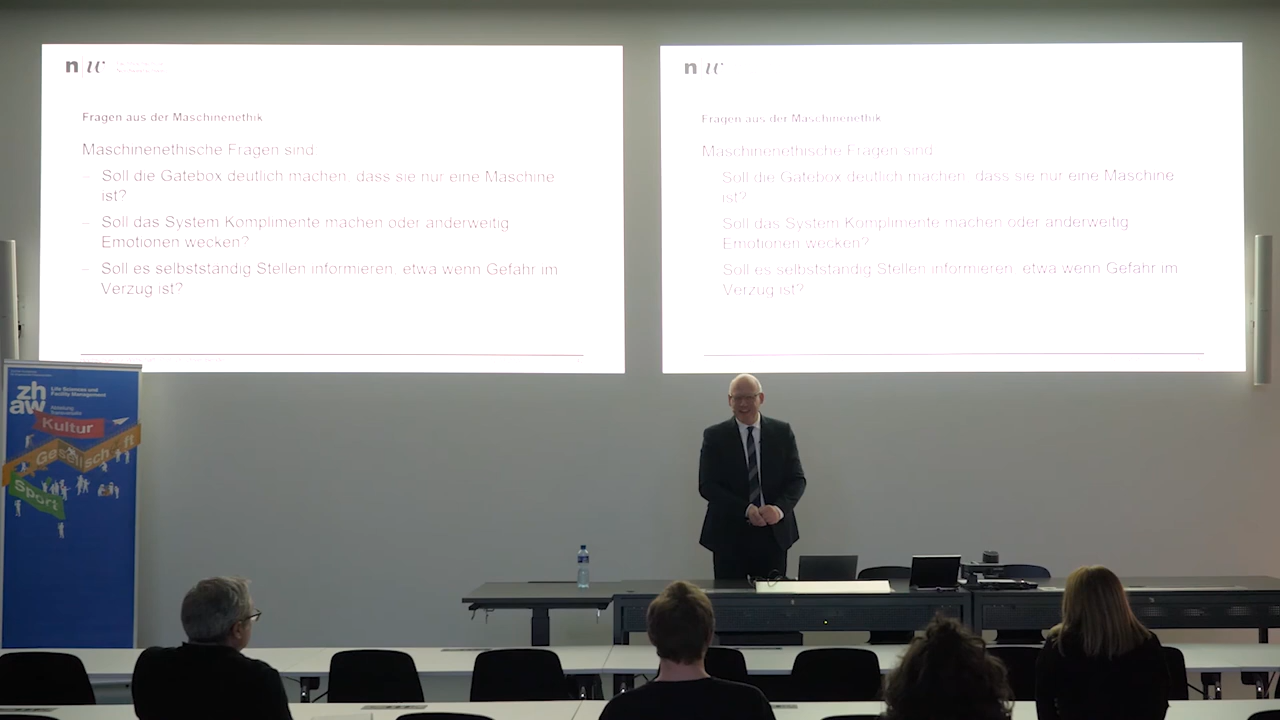 n w
Fragen aus der Maschinenethik
Maschinenethische Fragen sind
– Soll die Gatebox deutlich machen, dass sie nur eine Maschine
ist?
– Soll das System Komplimente machen oder anderweitig
Emotionen wecken?
– Soll es selbstständig Stellen informieren, etwa wenn Gefahr im
Verzug ist?
n w
Fragen aus der Maschinenethik
Maschinenethische Fragen sind
Soll die Gatebox deutlich machen, dass sie nur eine Maschine
ist?
Soll das System Komplimente machen oder anderweitig
Emotionen wecken?
Soll es selbstständig Stellen informieren, etwa wenn Gefahr im
Verzug ist?
zh
aw
Life Sciences und
Facility Management
Kultur
Gesellschaft
Sport